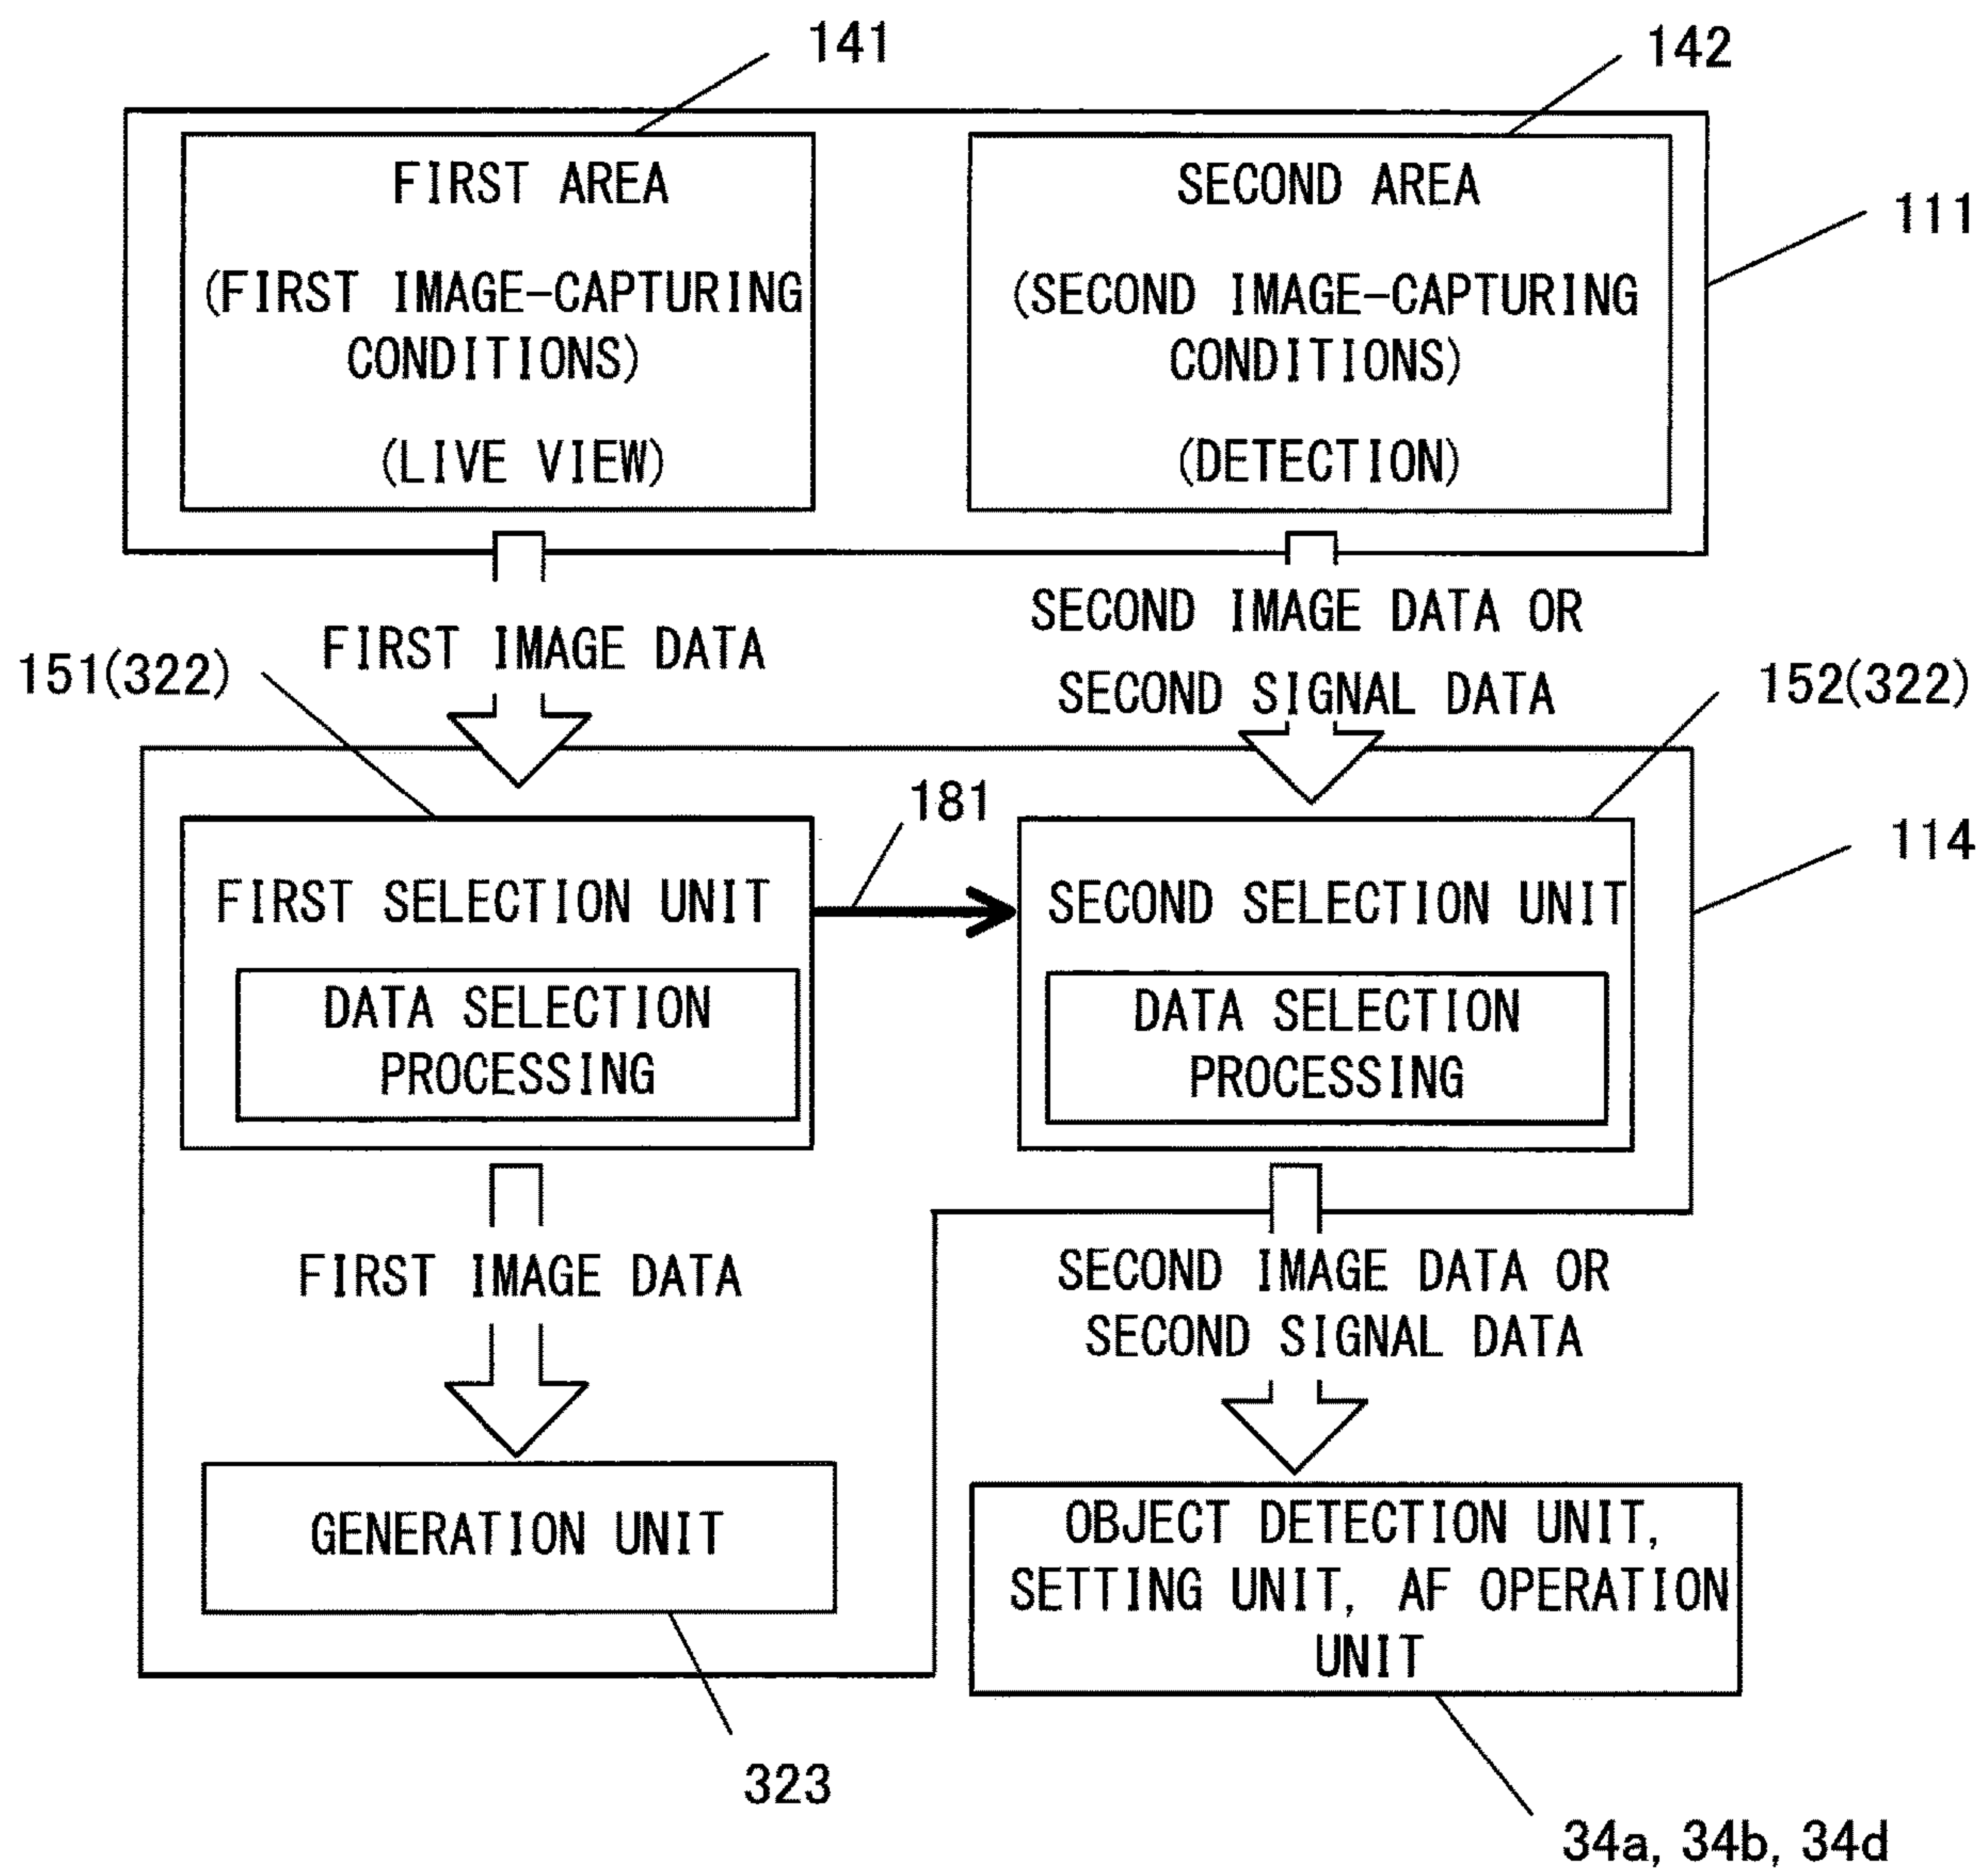 141
142
FIRST AREA
(FIRST IMAGE-CAPTURING
CONDITIONS)
(LIVE VIEW)
SECOND AREA
(SECOND IMAGE-CAPTURING
CONDITIONS)
(DETECTION)
111
FIRST IMAGE DATA
SECOND IMAGE DATA OR
SECOND SIGNAL DATA
151(322)
152(322)
181
114
FIRST SELECTION UNIT
DATA SELECTION
PROCESSING
SECOND SELECTION UNIT
DATA SELECTION
PROCESSING
FIRST IMAGE DATA
SECOND IMAGE DATA OR
SECOND SIGNAL DATA
GENERATION UNIT
OBJECT DETECTION UNIT,
SETTING UNIT, AF OPERATION
UNIT
323
34a, 34b, 34d